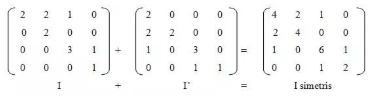 2 2 1 0 2 0 0 0 4 2 1 0
0 2 0 0 2 2 0 0 2 4 0 0
0 0 3 1 + 1 0 3 0 = 1 0 6 1
0 0 0 1 0 0 1 1 0 0 1 2
I + I' = I simetris